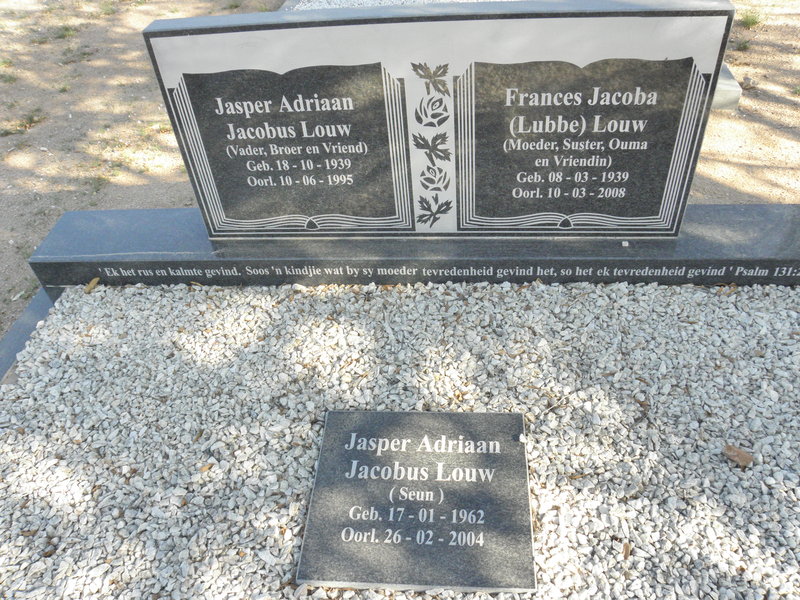 Jasper Adriaan
Jacobus Louw
(Vader, Broer en Vriend)
Geb. 18 - 10 - 1939
Oorl. 10 - 06 - 1995
Frances Jacoba
(Lubbe) Louw
(Moeder, Suster, Ouma
en Vriendin)
Geb. 08 - 03 - 1939
Oorl. 10 - 03 - 2008
' Ek het rus en kalmte gevind. Soos 'n kindjie wat by sy moeder tevredenheid gevind het, so het ek tevredenheid gevind ' Psalm 131:2
Jasper Adriaan
Jacobus Louw
( Seun )
Geb. 17 - 01 - 1962
Oorl. 26 - 02 - 2004